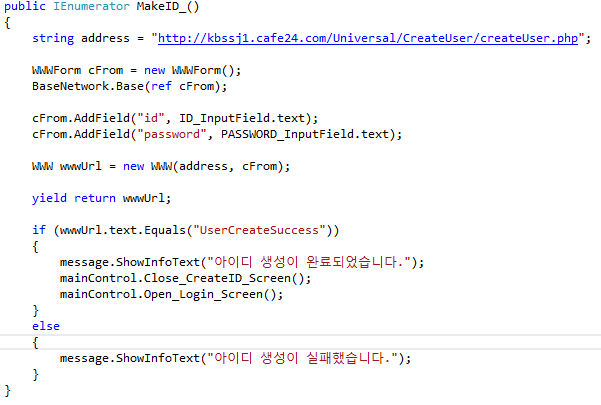 public IEnumerator MakeID_()
{
string address = "http://kbssj1.cafe24.com/Universal/CreateUser/createUser.php";
WWWForm cFrom = new WWWForm();
BaseNetwork.Base(ref cFrom);
cFrom.AddField("id", ID_InputField.text);
cFrom.AddField("password", PASSWORD_InputField.text);
WWW wwwUrl = new WWW(address, cFrom);
yield return wwwUrl;
if (wwwUrl.text.Equals("UserCreateSuccess"))
{
message.ShowInfoText("아이디 생성이 완료되었습니다.");
mainControl.Close_CreateID_Screen();
mainControl.Open_Login_Screen();
}
else
{
message.ShowInfoText("아이디 생성이 실패했습니다.");
}
}